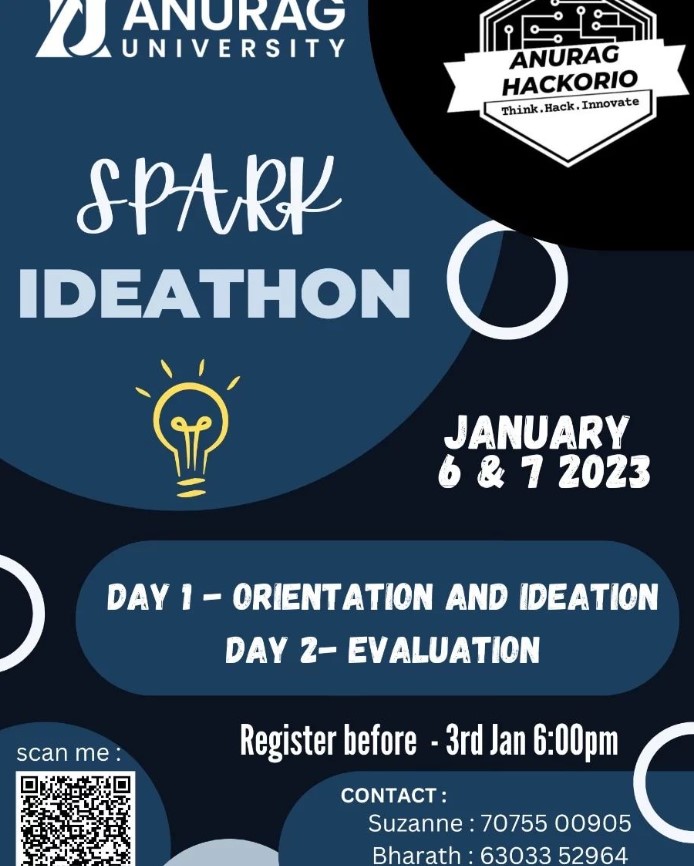 ANURAG
UNIVERSITY
ANURAG
HACKORIO
Think.Hack.Innovate
SPARK
IDEATHON
JANUARY
6 & 7 2023
DAY 1 - ORIENTATION AND IDEATION
DAY 2- EVALUATION
Register before - 3rd Jan 6:00pm
scan me :
CONTACT :
Suzanne : 70755 00905
Bharath : 63033 52964